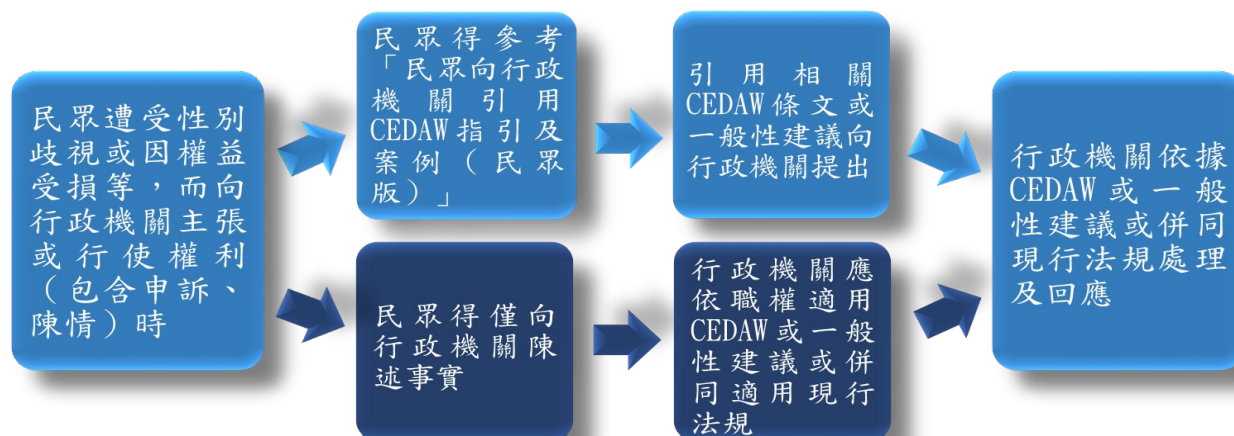 民眾遭受性別
歧視或因權益
受損等，而向
行政機關主張
或行使權利
（包含申訴、
陳情）時
民眾得參考
「民眾向行政
機關引用
CEDAW指引及
案例（民眾
版）」
引用相關
CEDAW條文或
一般性建議向
行政機關提出
民眾得僅向
行政機關陳
述事實
行政機關應
依職權適用
CEDAW或一般
性建議或併
同適用現行
法規
行政機關依據
CEDAW或一般
性建議或併同
現行法規處理
及回應